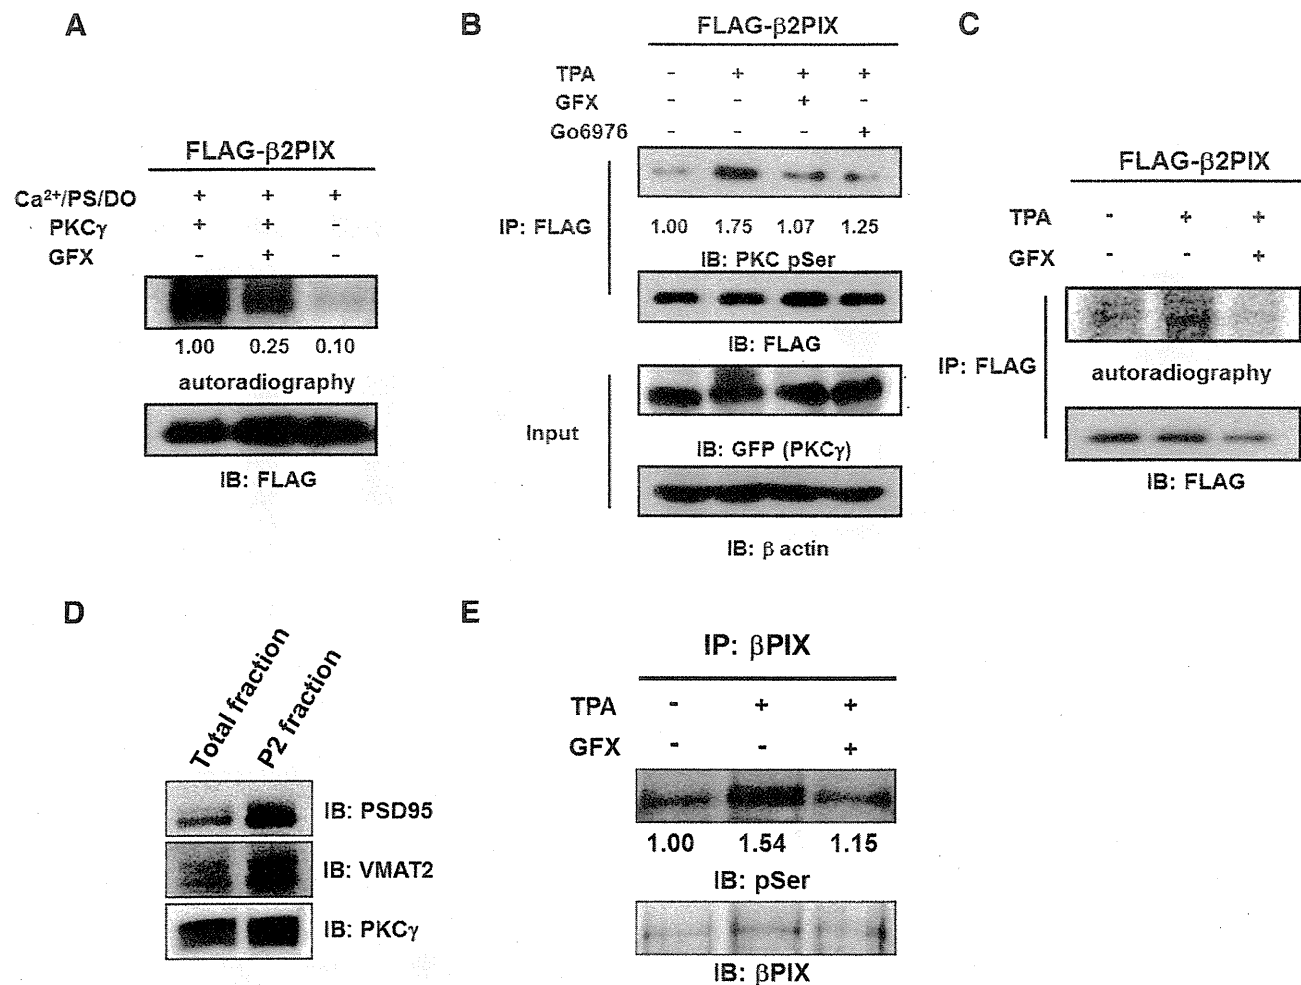 A
FLAG-β2PIX
Ca²⁺/PS/DO + + +
PKCγ + + -
GFX - + -
1.00 0.25 0.10
autoradiography
IB: FLAG
B
FLAG-β2PIX
TPA - + + +
GFX - - + -
Go6976 - - - +
IP: FLAG
1.00 1.75 1.07 1.25
IB: PKC pSer
IB: FLAG
Input
IB: GFP (PKCγ)
IB: β actin
C
FLAG-β2PIX
TPA - + +
GFX - - +
IP: FLAG
autoradiography
IB: FLAG
D
Total fraction
P2 fraction
IB: PSD95
IB: VMAT2
IB: PKCγ
E
IP: βPIX
TPA - + +
GFX - - +
1.00 1.54 1.15
IB: pSer
IB: βPIX